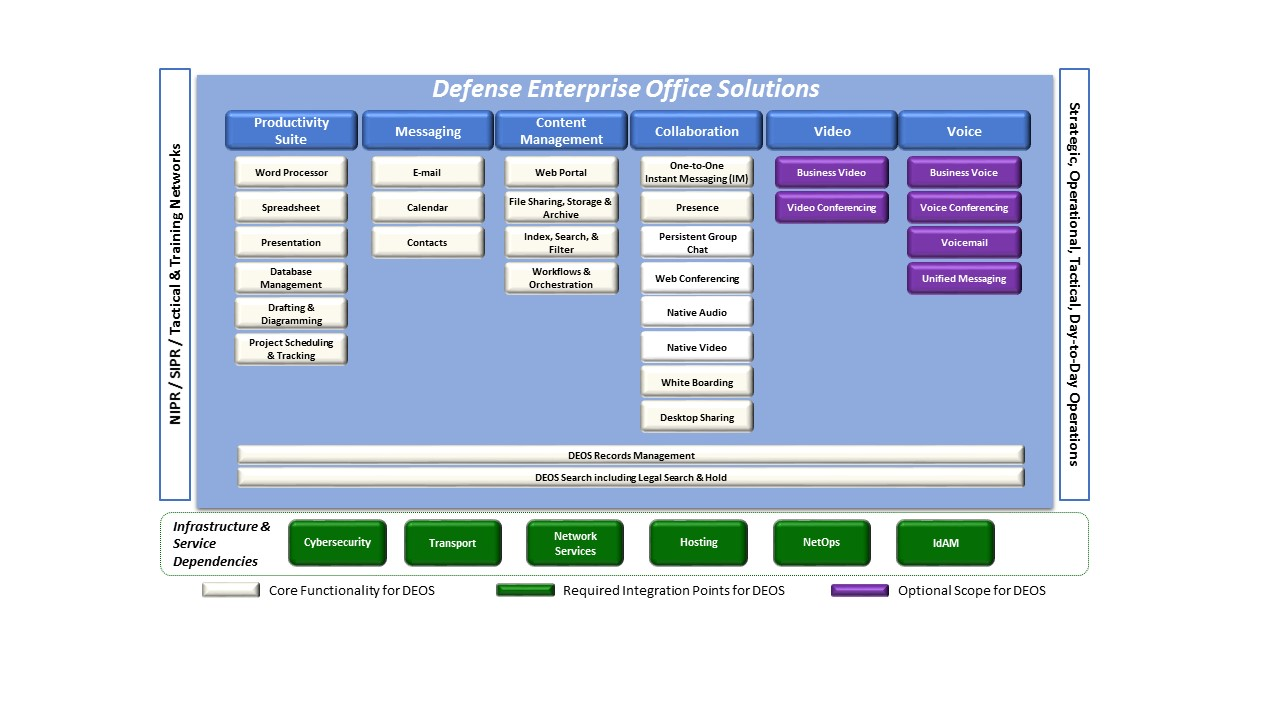 Defense Enterprise Office Solutions
NIPR / SIPR / Tactical & Training Networks
Productivity
Suite
Word Processor
Spreadsheet
Presentation
Database
Management
Drafting &
Diagramming
Project Scheduling
& Tracking
Messaging
E-mail
Calendar
Contacts
Content
Management
Web Portal
File Sharing, Storage &
Archive
Index, Search, &
Filter
Workflows &
Orchestration
Collaboration
One-to-One
Instant Messaging (IM)
Presence
Persistent Group
Chat
Web Conferencing
Native Audio
Native Video
White Boarding
Desktop Sharing
Video
Business Video
Video Conferencing
Voice
Business Voice
Voice Conferencing
Voicemail
Unified Messaging
Strategic, Operational, Tactical, Day-to-Day Operations
DEOS Records Management
DEOS Search including Legal Search & Hold
Infrastructure &
Service
Dependencies
Cybersecurity
Transport
Network
Services
Hosting
NetOps
IdAM
Core Functionality for DEOS
Required Integration Points for DEOS
Optional Scope for DEOS